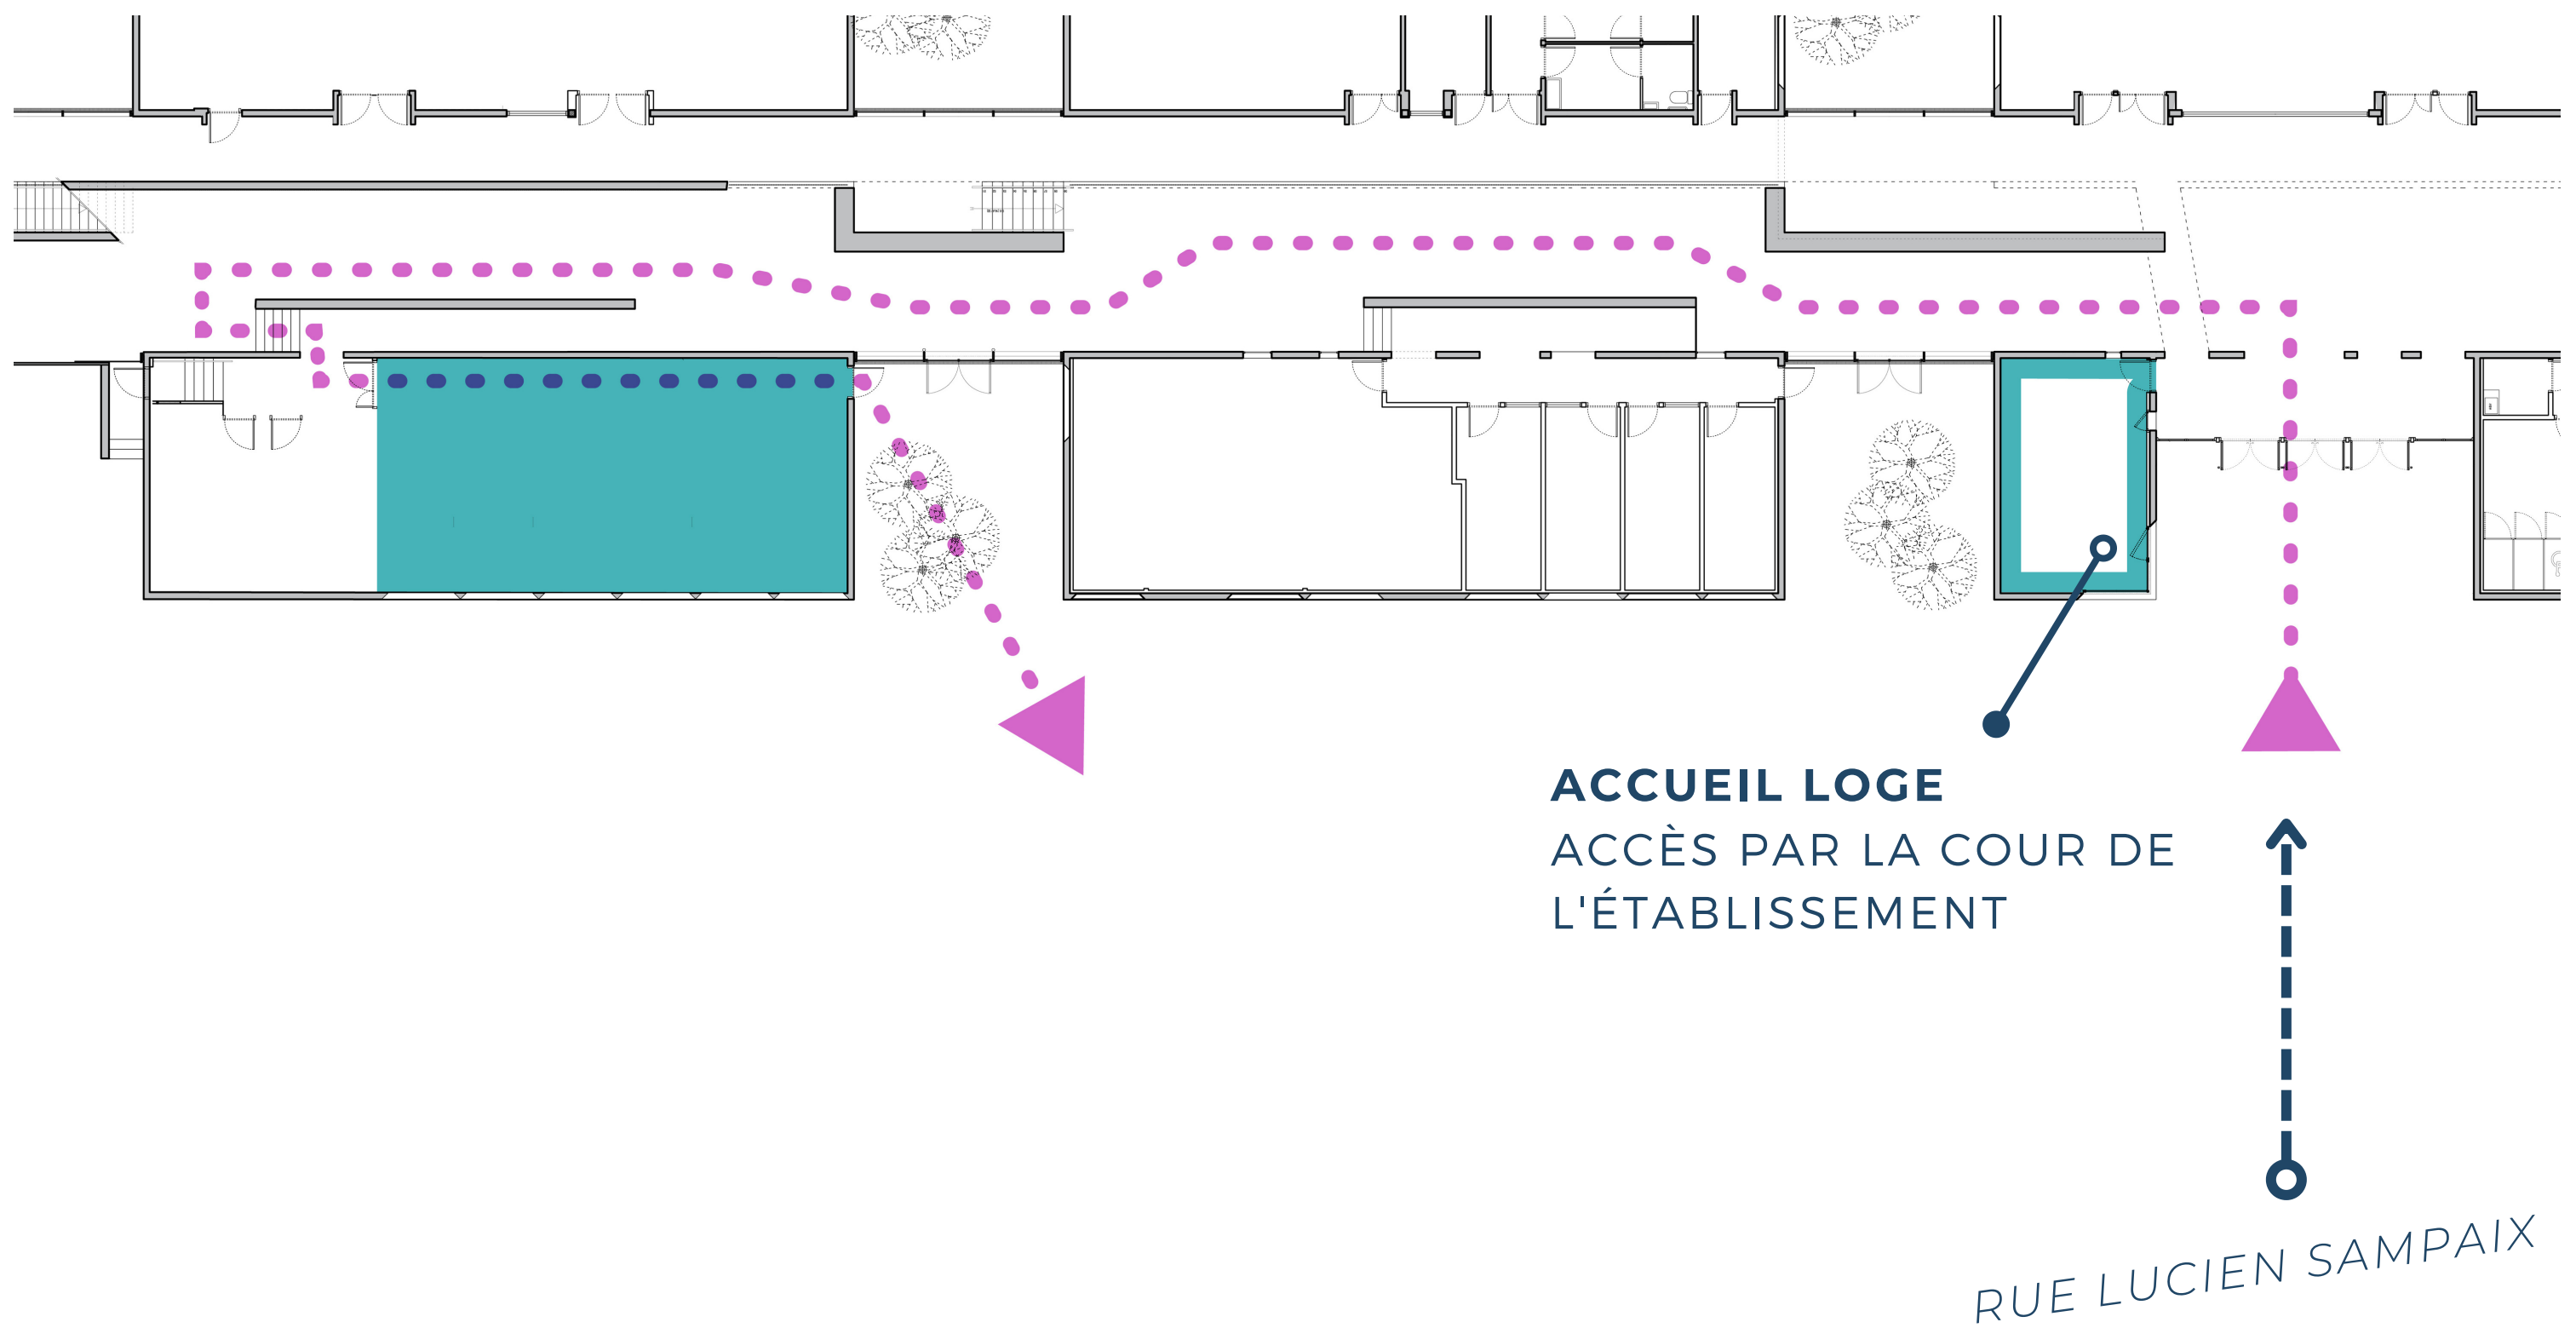 ACCUEIL LOGE
ACCÈS PAR LA COUR DE
L'ÉTABLISSEMENT
RUE LUCIEN SAMPAIX